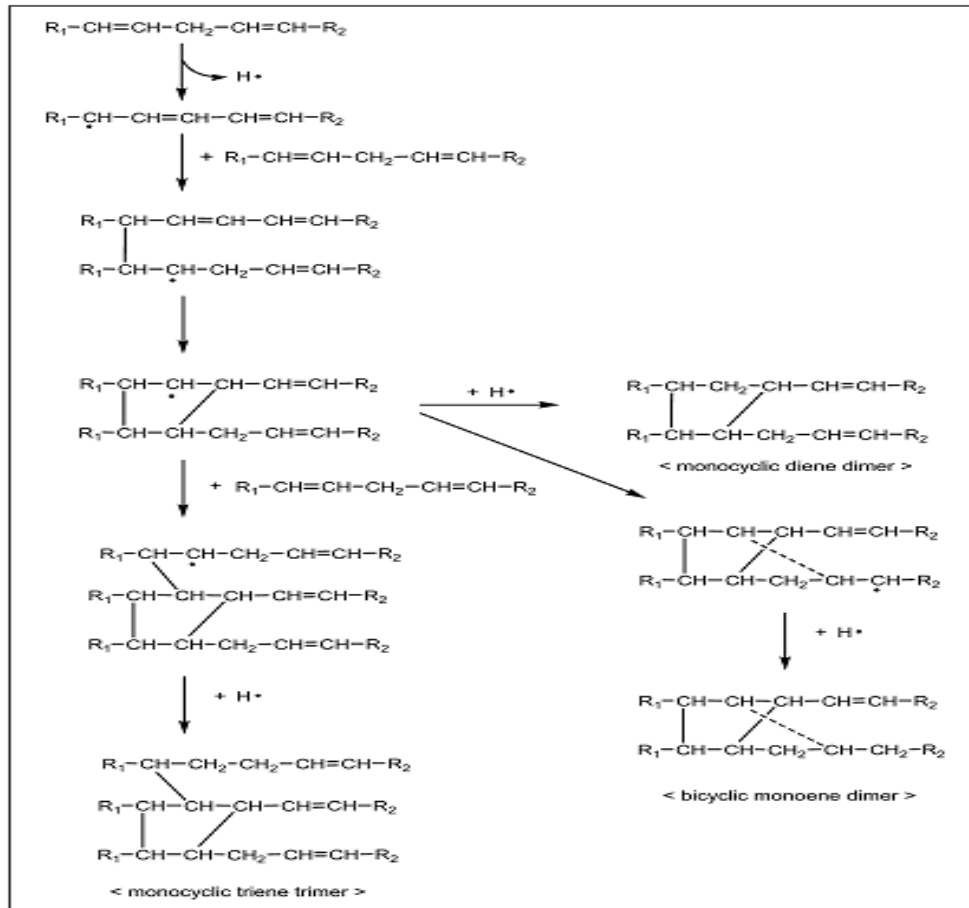 R₁−CH=CH−CH₂−CH=CH−R₂
H•
R₁−CH−CH=CH−CH=CH−R₂
•
+ R₁−CH=CH−CH₂−CH=CH−R₂
R₁−CH−CH=CH−CH=CH−R₂
R₁−CH−CH−CH₂−CH=CH−R₂
•
R₁−CH−CH−CH−CH=CH−R₂
•
R₁−CH−CH−CH₂−CH=CH−R₂
+ H•
R₁−CH−CH₂−CH−CH=CH−R₂
R₁−CH−CH−CH₂−CH=CH−R₂
< monocyclic diene dimer >
+ R₁−CH=CH−CH₂−CH=CH−R₂
R₁−CH−CH−CH−CH=CH−R₂
R₁−CH−CH−CH₂−CH−CH−R₂
•
+ H•
R₁−CH−CH−CH−CH=CH−R₂
R₁−CH−CH−CH₂−CH−CH₂−R₂
< bicyclic monoene dimer >
R₁−CH−CH−CH₂−CH=CH−R₂
•
R₁−CH−CH−CH−CH=CH−R₂
R₁−CH−CH−CH₂−CH=CH−R₂
+ H•
R₁−CH−CH₂−CH₂−CH=CH−R₂
R₁−CH−CH−CH−CH=CH−R₂
R₁−CH−CH−CH₂−CH=CH−R₂
< monocyclic triene trimer >